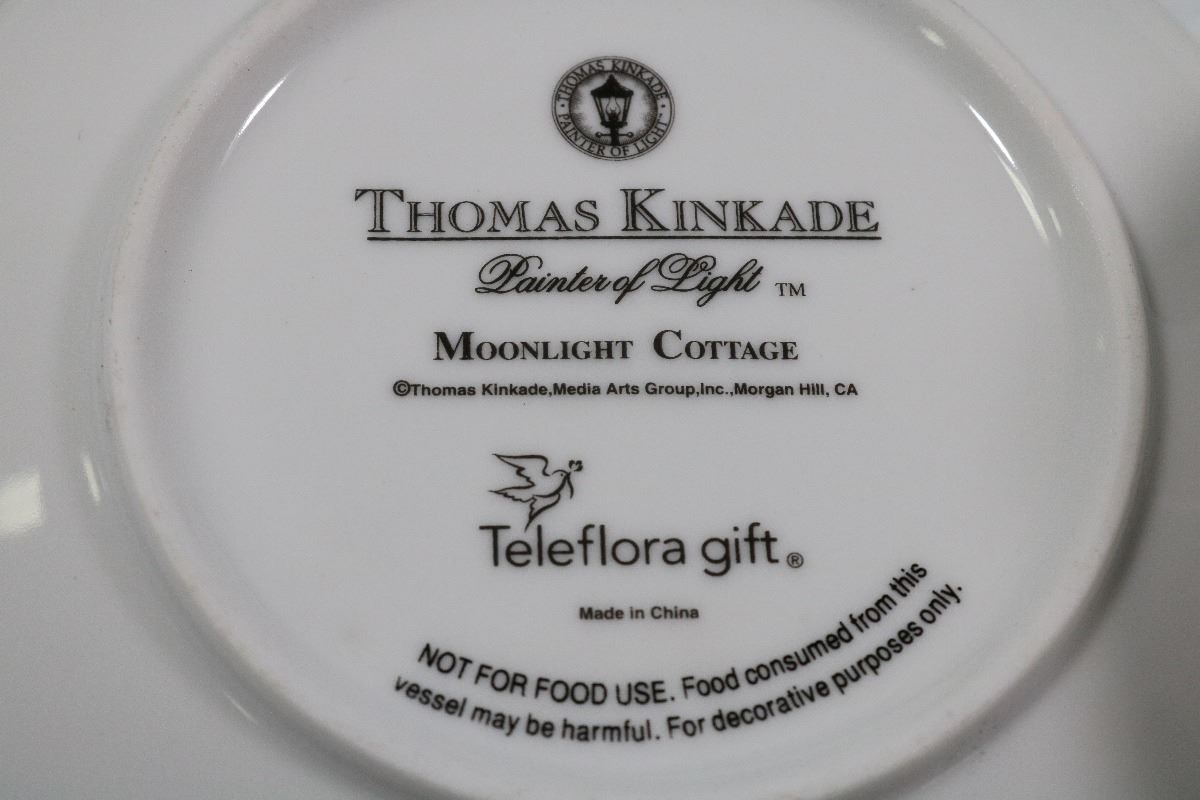 THOMAS KINKADE
· PAINTER OF LIGHT ·
THOMAS KINKADE
Painter of Light TM
MOONLIGHT COTTAGE
©Thomas Kinkade,Media Arts Group,Inc.,Morgan Hill, CA
Teleflora gift®
Made in China
NOT FOR FOOD USE. Food consumed from this
vessel may be harmful. For decorative purposes only.